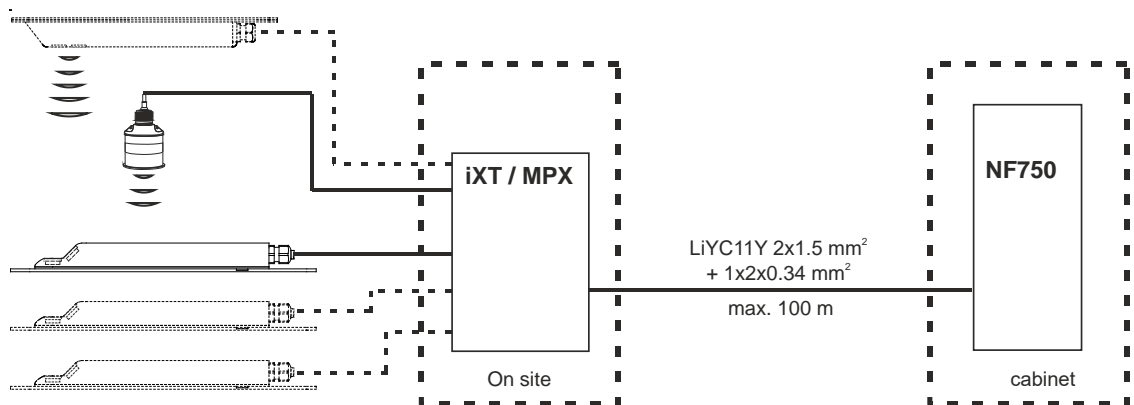 iXT / MPX
NF750
LiYC11Y 2x1.5 mm²
+ 1x2x0.34 mm²
max. 100 m
On site
cabinet